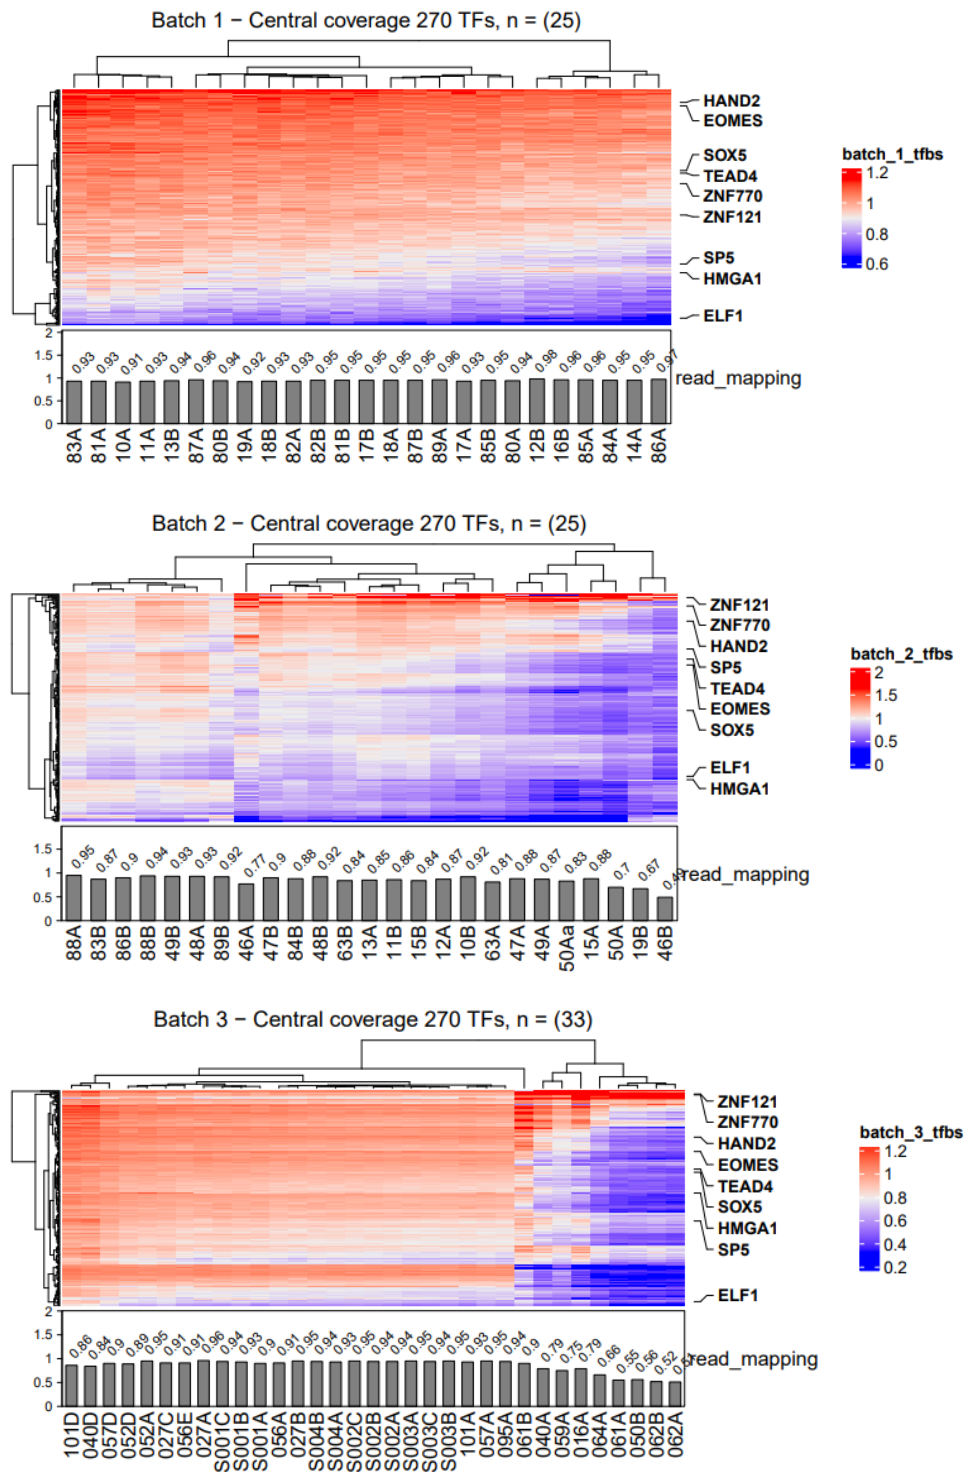 Batch 1 − Central coverage 270 TFs, n = (25)
HAND2
EOMES
SOX5
TEAD4
ZNF770
ZNF121
SP5
HMGA1
ELF1
batch_1_tfbs
1.2
1
0.8
0.6
2
1.5
1
0.5
0
0.93 0.93 0.91 0.93 0.94 0.96 0.94 0.92 0.93 0.93 0.95 0.95 0.95 0.95 0.95 0.96 0.93 0.95 0.94 0.98 0.96 0.96 0.95 0.95 0.97
read_mapping
83A 81A 10A 11A 13B 87A 80B 19A 18B 82A 82B 81B 17B 18A 87B 89A 17A 85B 80A 12B 16B 85A 84A 14A 86A
Batch 2 − Central coverage 270 TFs, n = (25)
ZNF121
ZNF770
HAND2
SP5
TEAD4
EOMES
SOX5
ELF1
HMGA1
batch_2_tfbs
2
1.5
1
0.5
0
1.5
1
0.5
0
0.95 0.87 0.9 0.94 0.93 0.93 0.92 0.77 0.9 0.88 0.92 0.84 0.85 0.86 0.84 0.87 0.92 0.81 0.88 0.87 0.83 0.88 0.7 0.67
read_mapping
88A 83B 86B 88B 49B 48A 89B 46A 47B 84B 48B 63B 13A 11B 15B 12A 10B 63A 47A 49A 50Aa 15A 50A 19B 46B
Batch 3 − Central coverage 270 TFs, n = (33)
ZNF121
ZNF770
HAND2
EOMES
TEAD4
SOX5
HMGA1
SP5
ELF1
batch_3_tfbs
1.2
1
0.8
0.6
0.4
0.2
2
1.5
1
0.5
0
0.86 0.84 0.9 0.89 0.95 0.91 0.91 0.96 0.94 0.93 0.9 0.91 0.95 0.94 0.93 0.95 0.94 0.94 0.95 0.94 0.95 0.93 0.95 0.94 0.9 0.79 0.75 0.79 0.66 0.55 0.56 0.52
read_mapping
101D 040D 057D 052D 052A 027C 056E 027A S001C S001B S001A 056A 027B S004B S004A S002C S002B S002A S003A S003C S003B 101A 057A 095A 061B 040A 059A 016A 064A 061A 050B 062B 062A